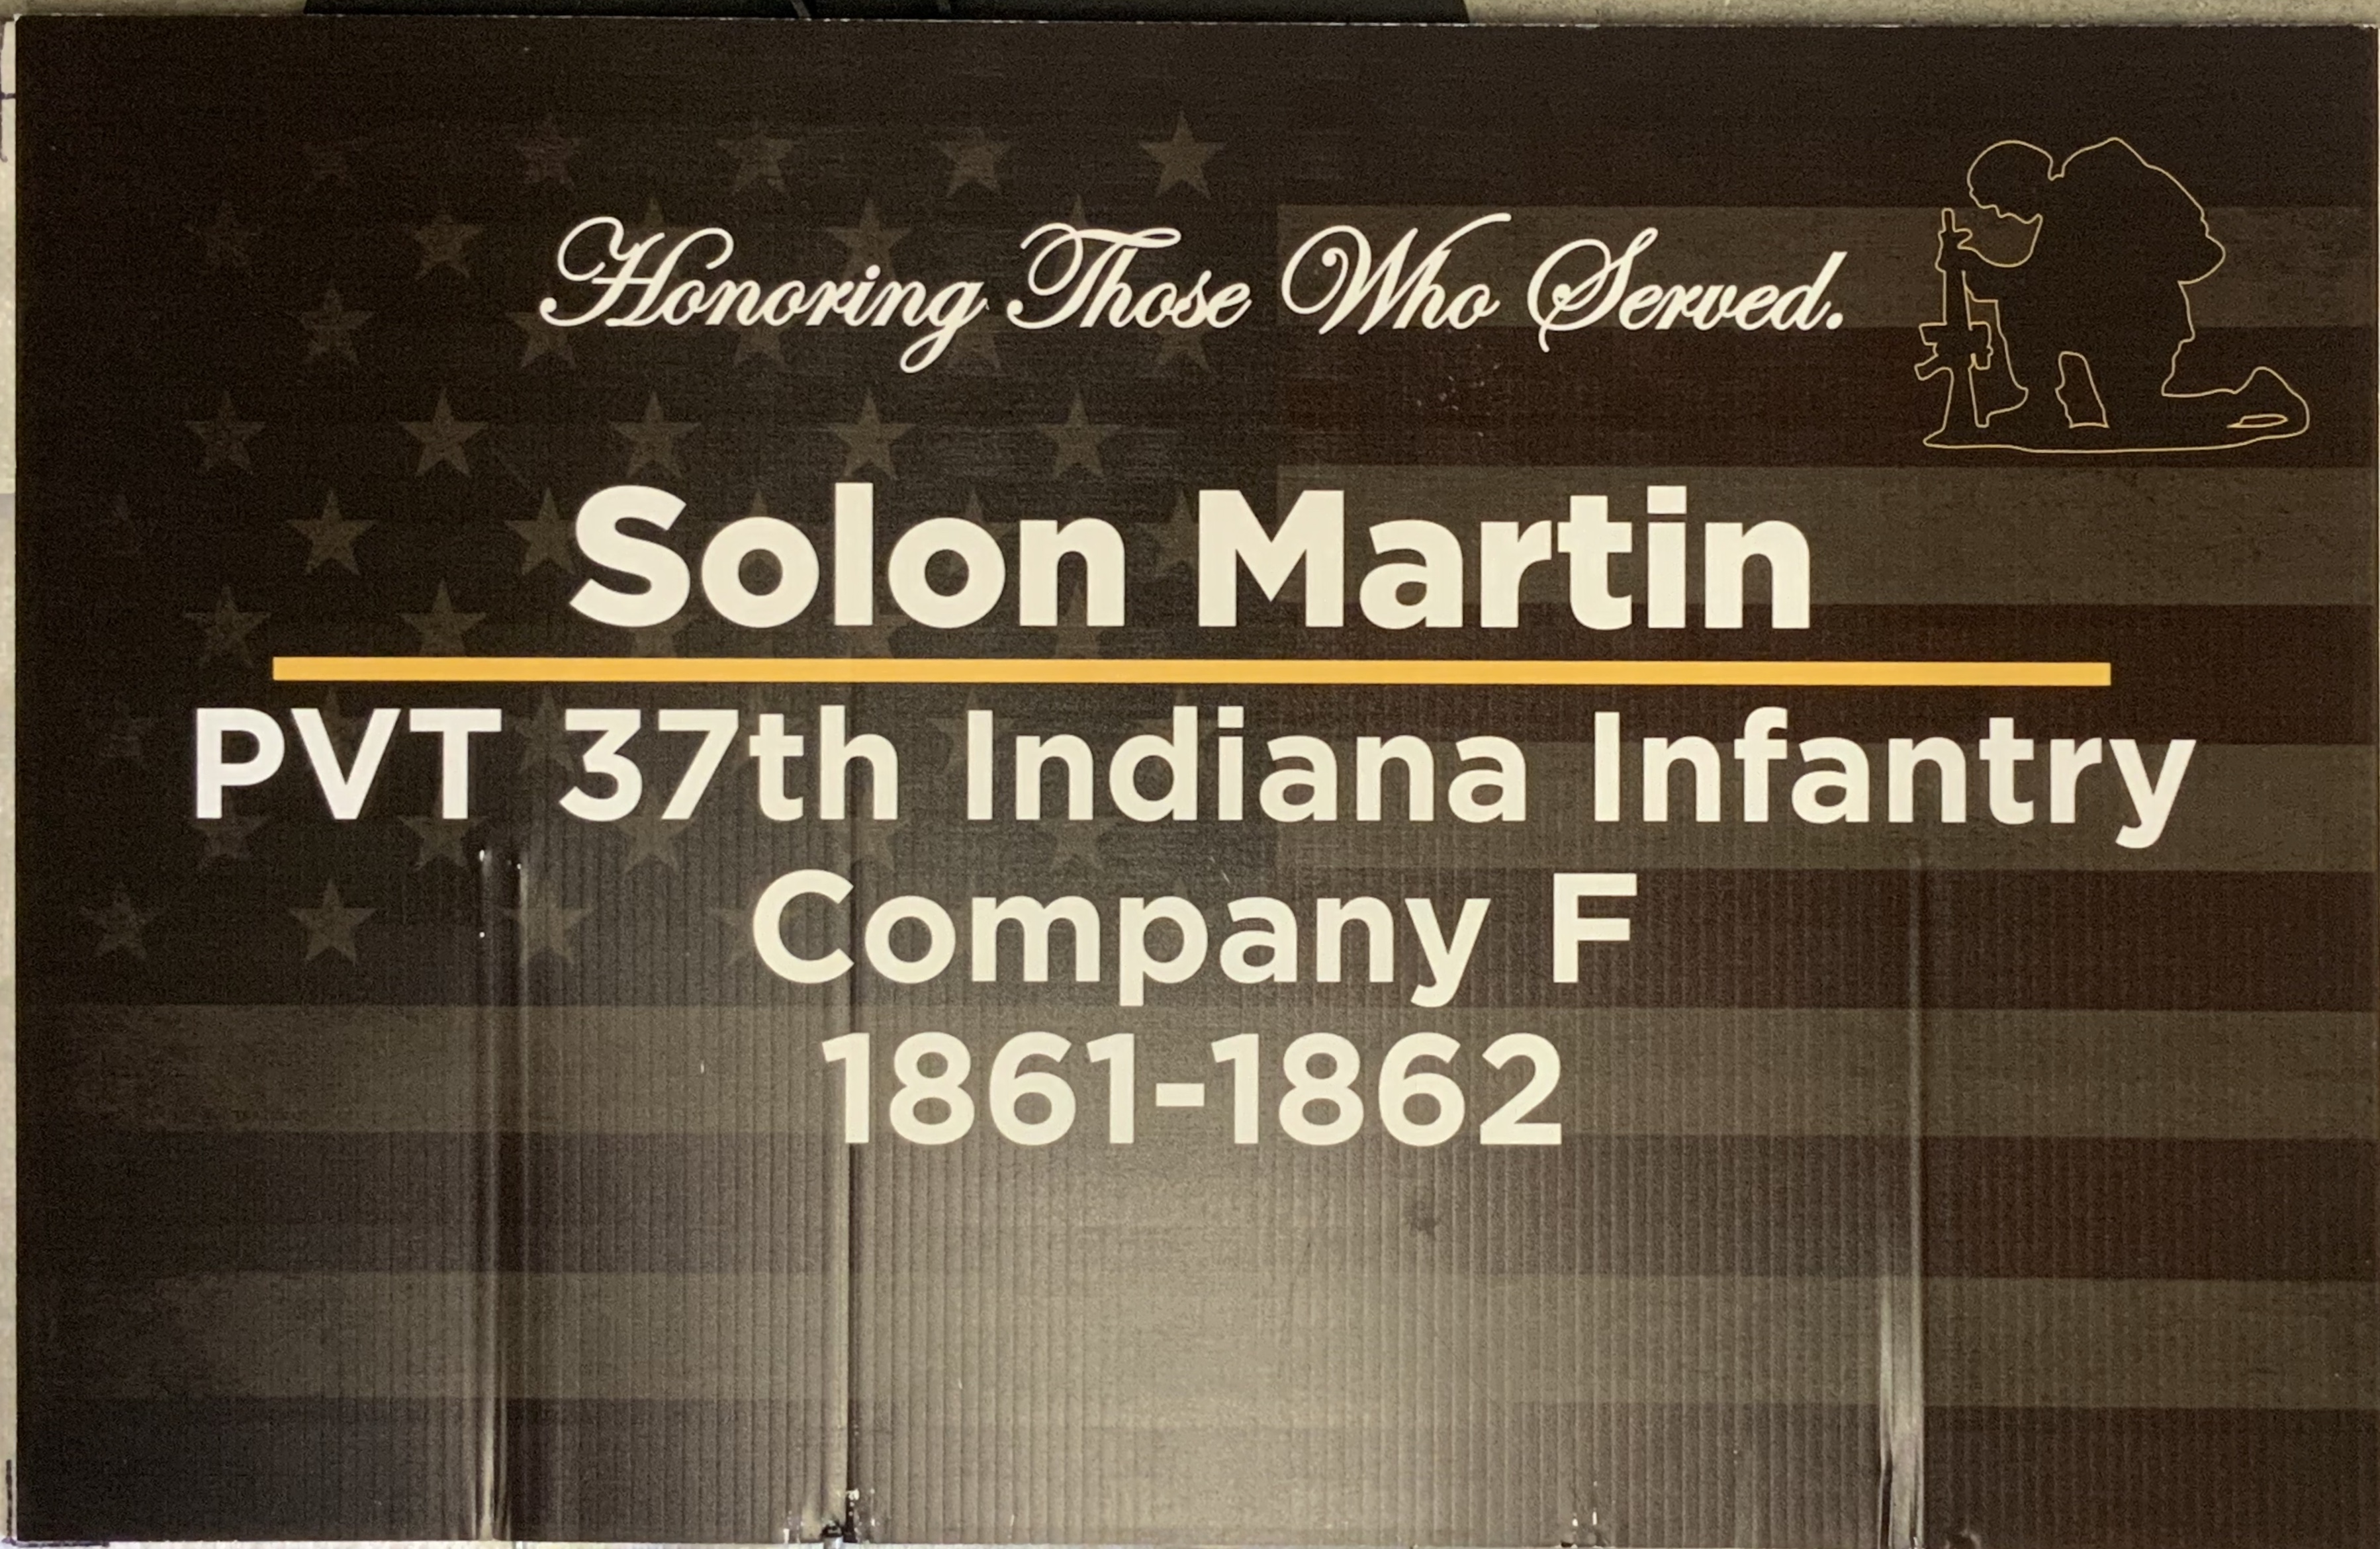 Honoring Those Who Served.
Solon Martin
PVT 37th Indiana Infantry
Company F
1861-1862